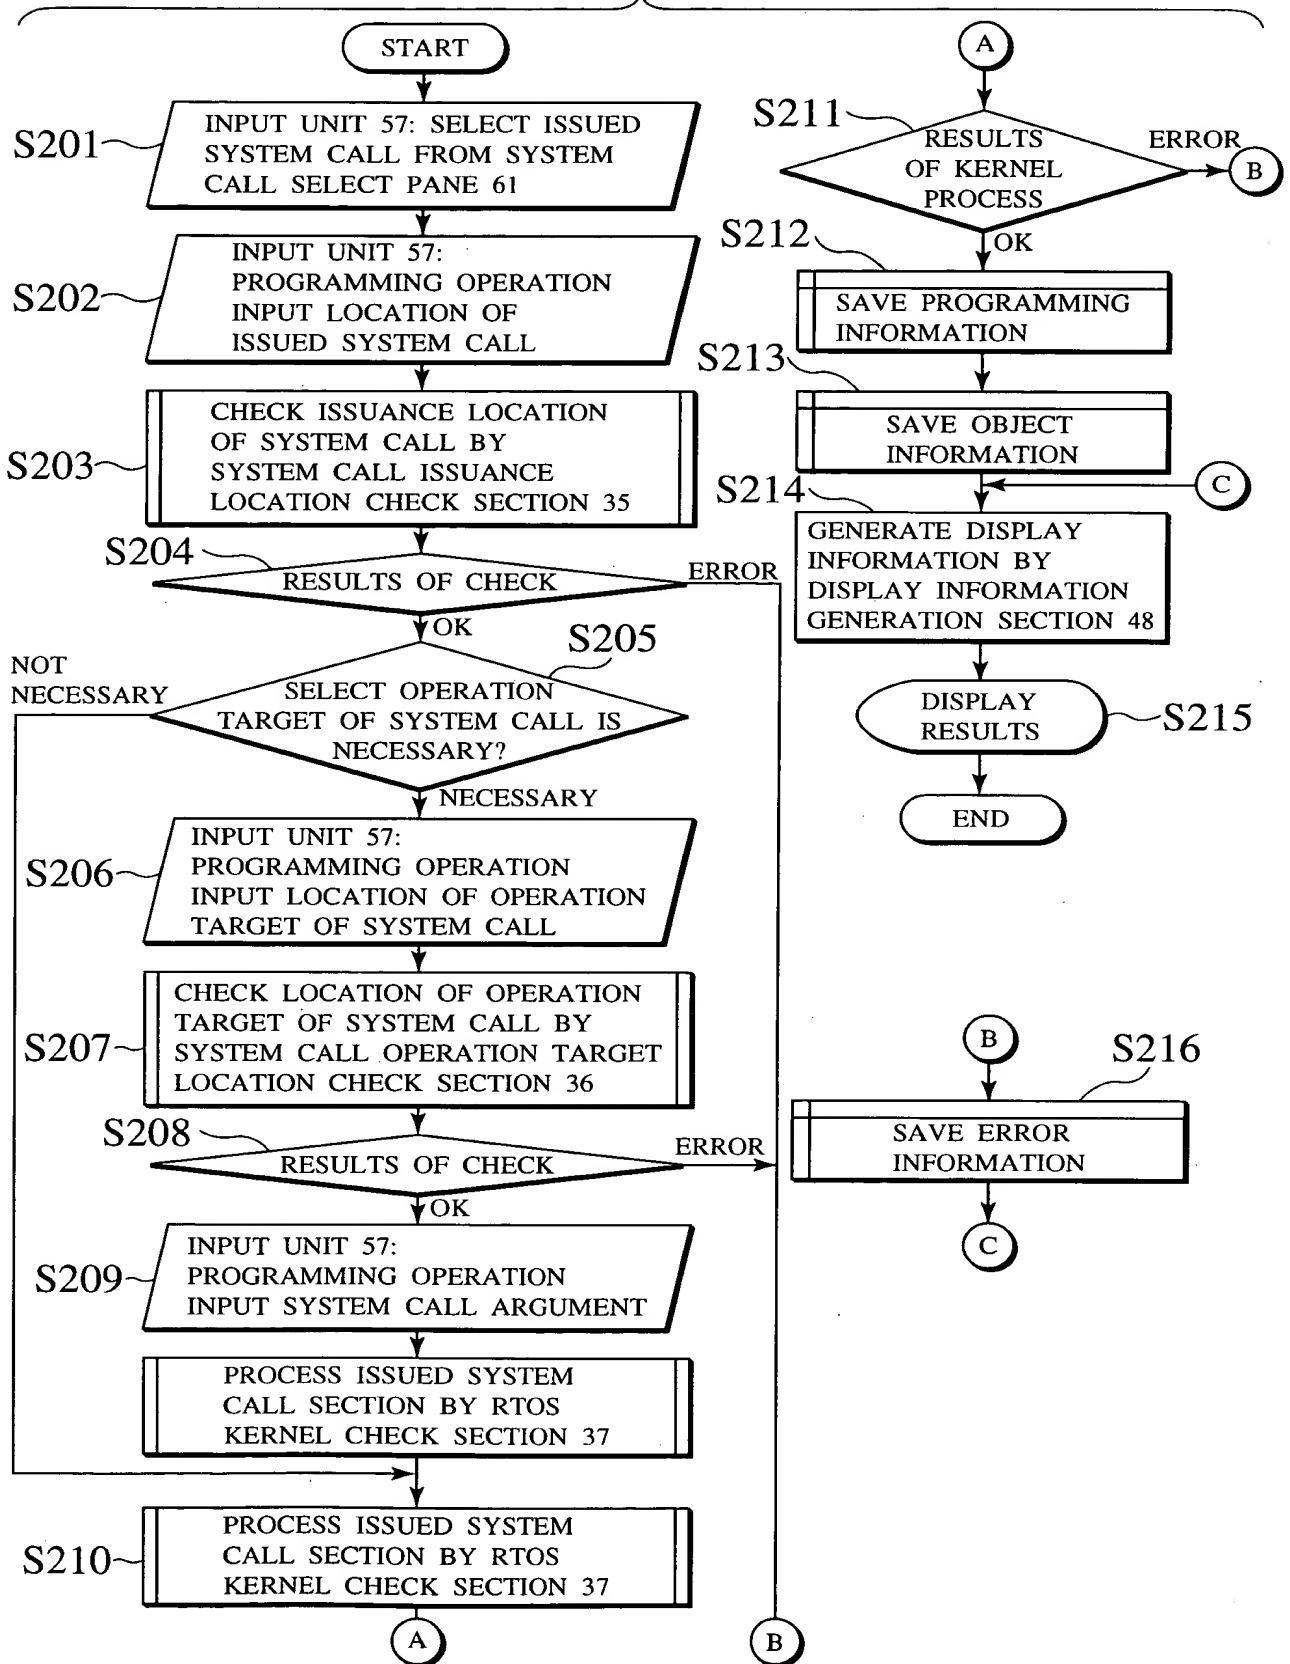 START
S201
INPUT UNIT 57: SELECT ISSUED
SYSTEM CALL FROM SYSTEM
CALL SELECT PANE 61
S202
INPUT UNIT 57:
PROGRAMMING OPERATION
INPUT LOCATION OF
ISSUED SYSTEM CALL
S203
CHECK ISSUANCE LOCATION
OF SYSTEM CALL BY
SYSTEM CALL ISSUANCE
LOCATION CHECK SECTION 35
S204
RESULTS OF CHECK
ERROR
OK
S205
NOT
NECESSARY
SELECT OPERATION
TARGET OF SYSTEM CALL IS
NECESSARY?
NECESSARY
S206
INPUT UNIT 57:
PROGRAMMING OPERATION
INPUT LOCATION OF OPERATION
TARGET OF SYSTEM CALL
S207
CHECK LOCATION OF OPERATION
TARGET OF SYSTEM CALL BY
SYSTEM CALL OPERATION TARGET
LOCATION CHECK SECTION 36
S208
RESULTS OF CHECK
ERROR
OK
S209
INPUT UNIT 57:
PROGRAMMING OPERATION
INPUT SYSTEM CALL ARGUMENT
PROCESS ISSUED SYSTEM
CALL SECTION BY RTOS
KERNEL CHECK SECTION 37
S210
PROCESS ISSUED SYSTEM
CALL SECTION BY RTOS
KERNEL CHECK SECTION 37
A
B
A
S211
RESULTS
OF KERNEL
PROCESS
ERROR
B
OK
S212
SAVE PROGRAMMING
INFORMATION
S213
SAVE OBJECT
INFORMATION
C
S214
GENERATE DISPLAY
INFORMATION BY
DISPLAY INFORMATION
GENERATION SECTION 48
DISPLAY
RESULTS
S215
END
B
S216
SAVE ERROR
INFORMATION
C